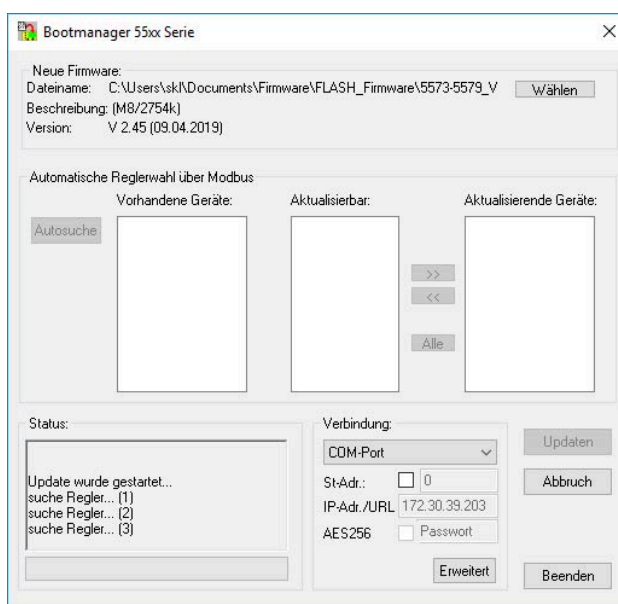 Bootmanager 55xx Serie
Neue Firmware:
Dateiname: C:\Users\skl\Documents\Firmware\FLASH_Firmware\5573-5579_V Wählen
Beschreibung: (M8/2754k)
Version: V 2.45 (09.04.2019)
Automatische Reglerwahl über Modbus
Vorhandene Geräte: Aktualisierbar: Aktualisierende Geräte:
Autosuche
>>
<<
Alle
Status:
Update wurde gestartet...
suche Regler... (1)
suche Regler... (2)
suche Regler... (3)
Verbindung:
COM-Port
St-Adr.: 0
IP-Adr./URL 172.30.39.203
AES256 Passwort
Erweitert
Updaten
Abbruch
Beenden